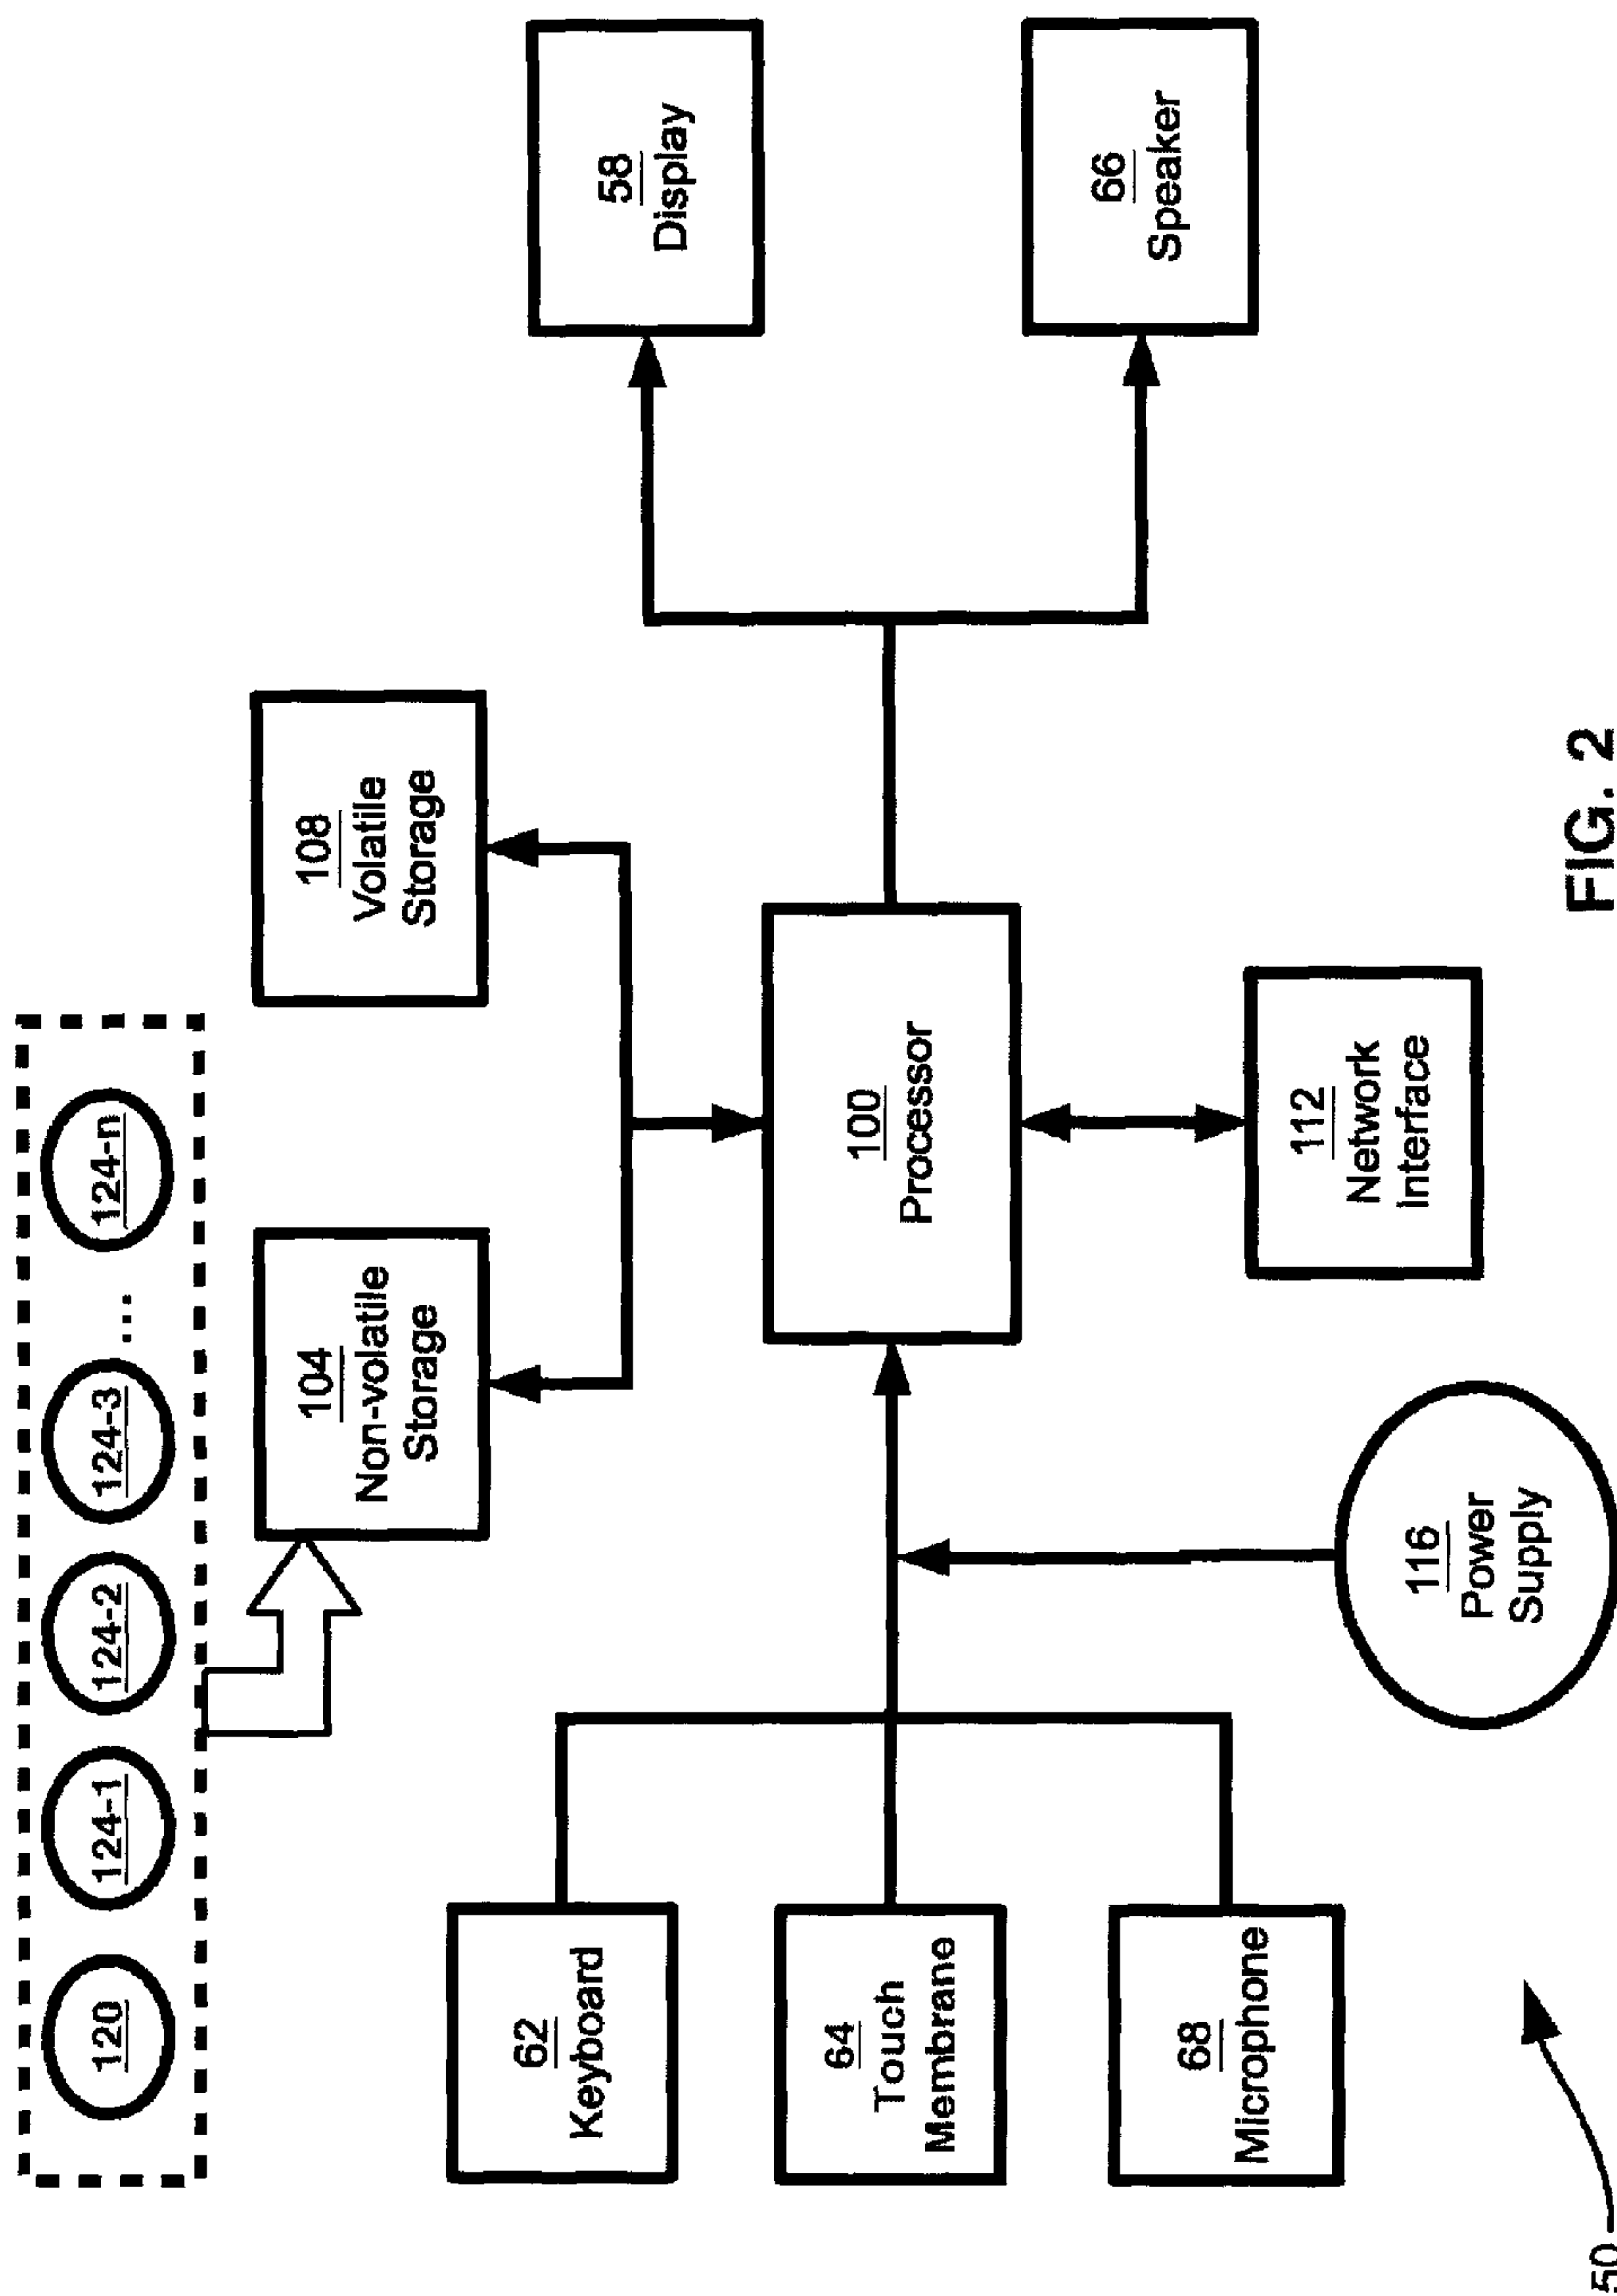 120
124-1
124-2
124-3
...
124-n
104
Non-volatile
Storage
108
Volatile
Storage
62
Keyboard
64
Touch
Membrane
68
Microphone
100
Processor
58
Display
66
Speaker
116
Power
Supply
112
Network
Interface
50
FIG. 2